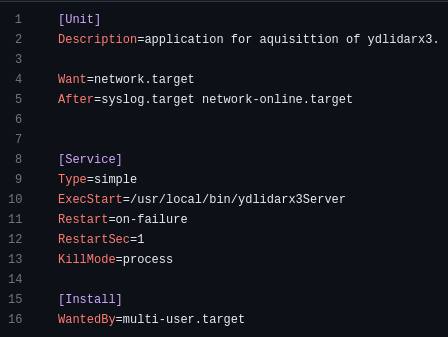 1 [Unit]
2 Description=application for aquisittion of ydlidarx3.
3
4 Want=network.target
5 After=syslog.target network-online.target
6
7
8 [Service]
9 Type=simple
10 ExecStart=/usr/local/bin/ydlidarx3Server
11 Restart=on-failure
12 RestartSec=1
13 KillMode=process
14
15 [Install]
16 WantedBy=multi-user.target